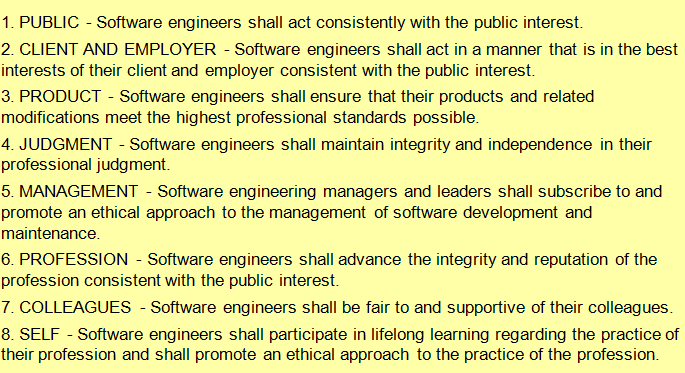 1. PUBLIC - Software engineers shall act consistently with the public interest.
2. CLIENT AND EMPLOYER - Software engineers shall act in a manner that is in the best
interests of their client and employer consistent with the public interest.
3. PRODUCT - Software engineers shall ensure that their products and related
modifications meet the highest professional standards possible.
4. JUDGMENT - Software engineers shall maintain integrity and independence in their
professional judgment.
5. MANAGEMENT - Software engineering managers and leaders shall subscribe to and
promote an ethical approach to the management of software development and
maintenance.
6. PROFESSION - Software engineers shall advance the integrity and reputation of the
profession consistent with the public interest.
7. COLLEAGUES - Software engineers shall be fair to and supportive of their colleagues.
8. SELF - Software engineers shall participate in lifelong learning regarding the practice of
their profession and shall promote an ethical approach to the practice of the profession.